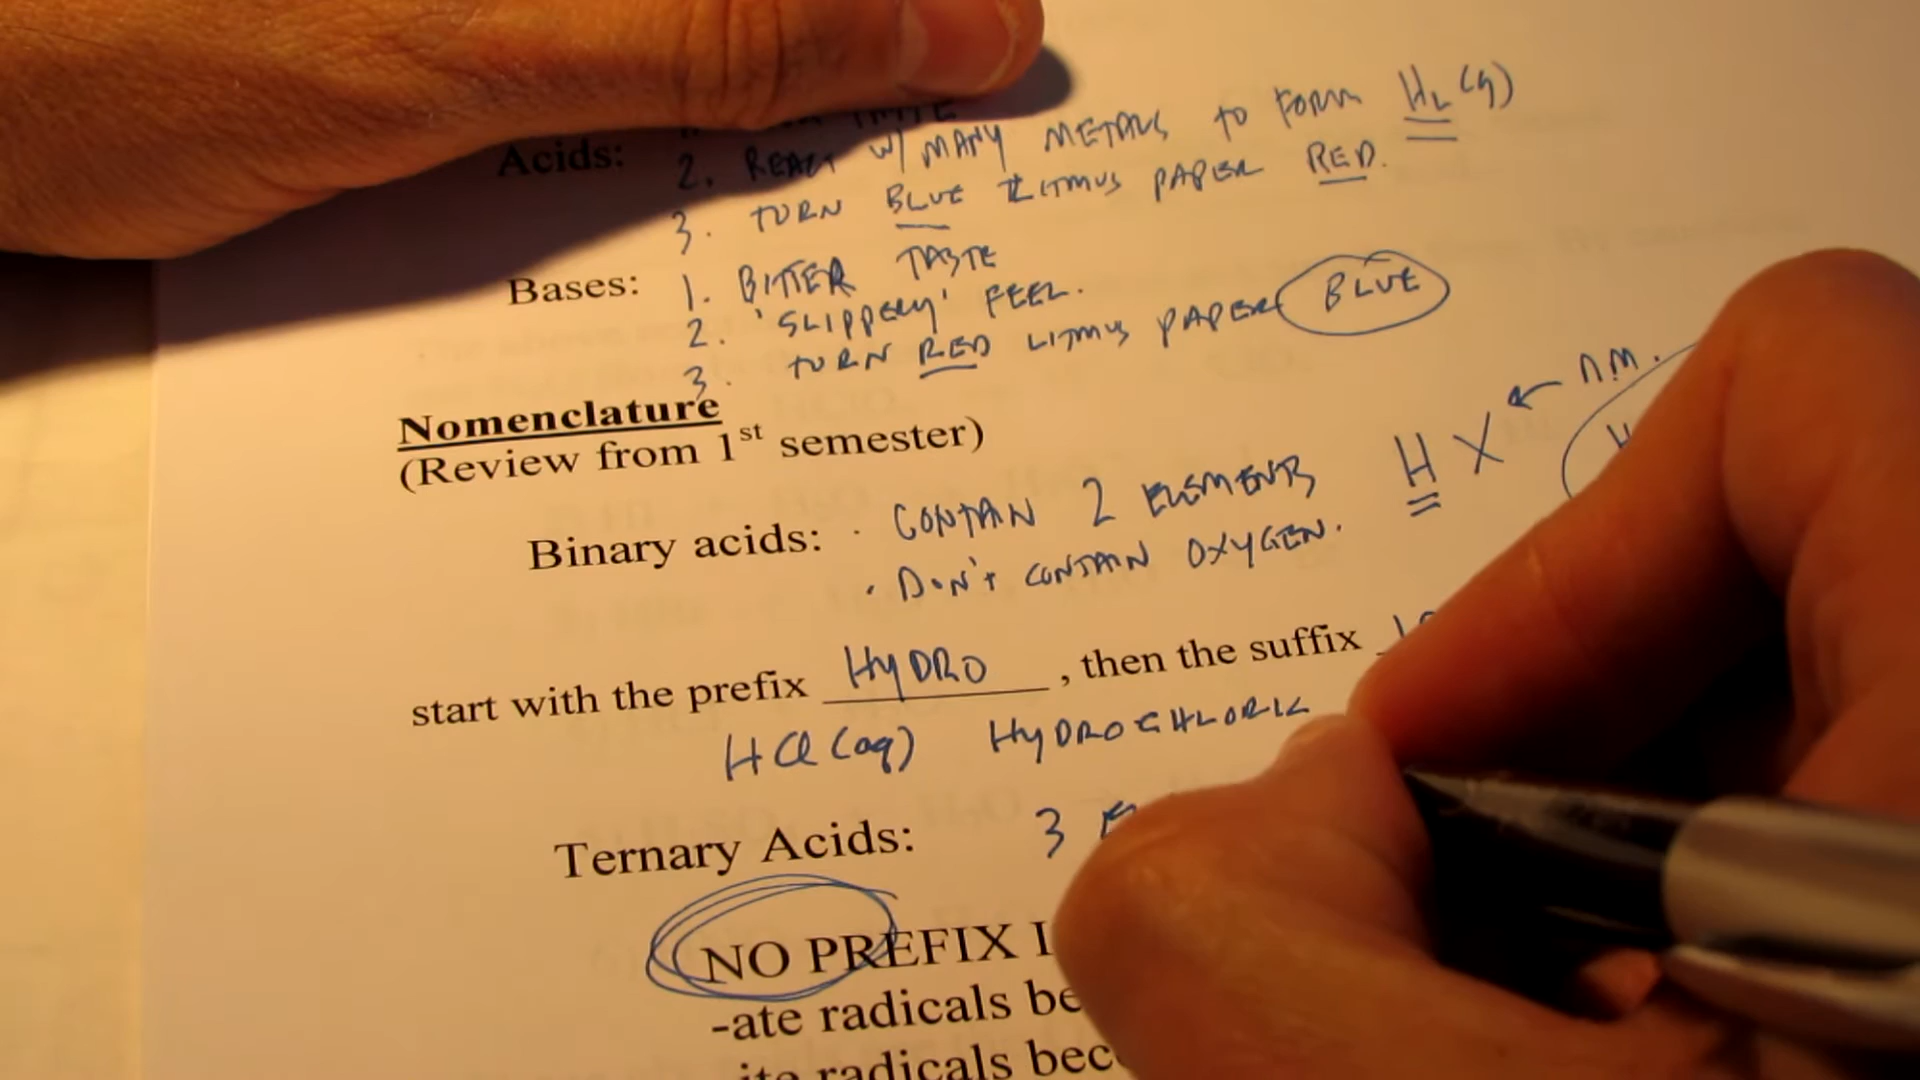 Acids:
2. REACT W/ MANY METALS TO FORM H2 (g)
3. TURN BLUE LITMUS PAPER RED.
Bases: 1. BITTER TASTE
2. 'SLIPPERY' FEEL.
3. TURN RED LITMUS PAPER BLUE
Nomenclature
(Review from 1st semester)
H X ← n.m.
Binary acids: · CONTAIN 2 ELEMENTS
· DON'T CONTAIN OXYGEN.
start with the prefix HYDRO, then the suffix
HCl (aq) HYDROCHLORIC
Ternary Acids: 3
NO PREFIX
-ate radicals
radicals